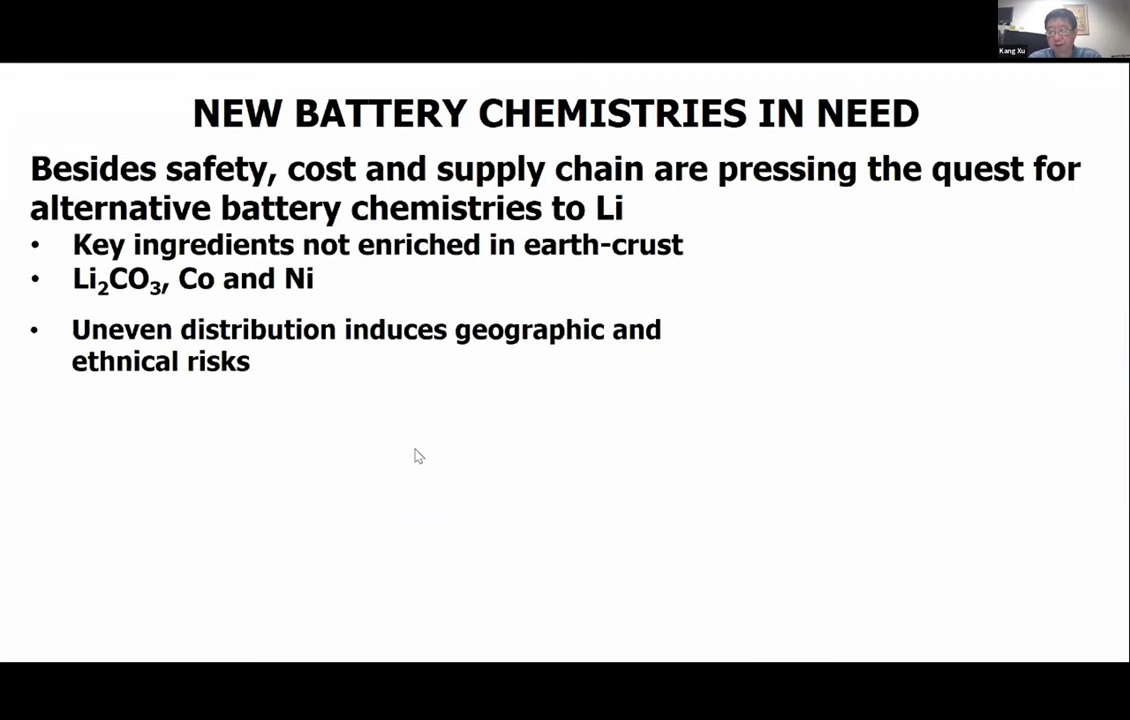 Kang Xu
NEW BATTERY CHEMISTRIES IN NEED
Besides safety, cost and supply chain are pressing the quest for
alternative battery chemistries to Li
• Key ingredients not enriched in earth-crust
• Li₂CO₃, Co and Ni
• Uneven distribution induces geographic and
ethnical risks